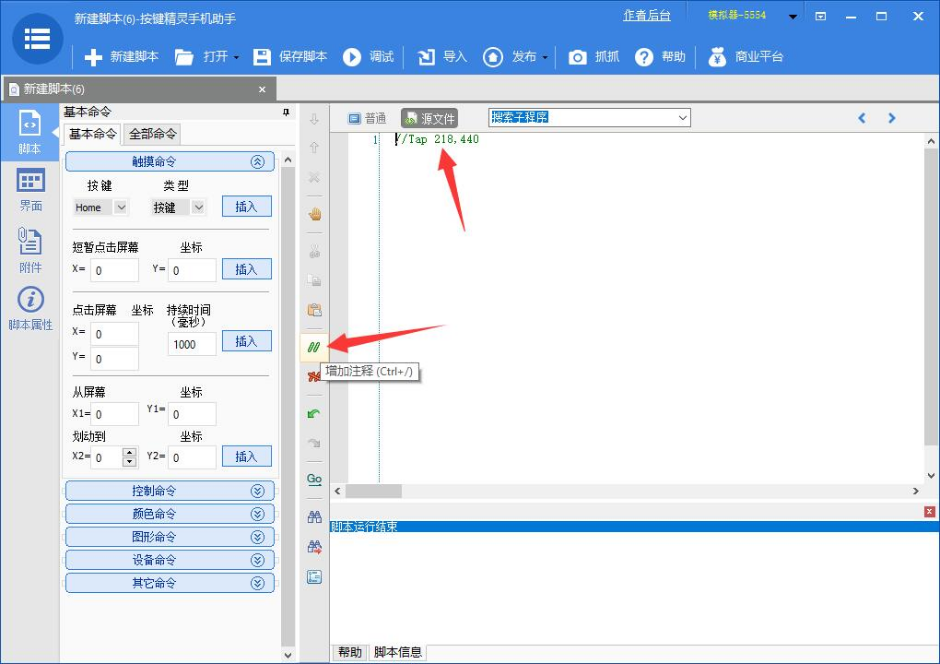 新建脚本(6)-按键精灵手机助手
作者后台
模拟器-5554
新建脚本
打开
保存脚本
调试
导入
发布
抓抓
帮助
商业平台
新建脚本(6)
脚本
界面
附件
脚本属性
基本命令
基本命令 全部命令
触摸命令
按键 类型
Home 按键 插入
短暂点击屏幕 坐标
X= 0 Y= 0 插入
点击屏幕 坐标 持续时间
(毫秒)
X= 0
1000 插入
Y= 0
从屏幕 坐标
X1= 0 Y1= 0
划动到 坐标
X2= 0 Y2= 0 插入
控制命令
颜色命令
图形命令
设备命令
其它命令
Go
增加注释 (Ctrl+/)
普通 源文件 搜索子程序
1 //Tap 218,440
脚本运行结束
帮助 脚本信息